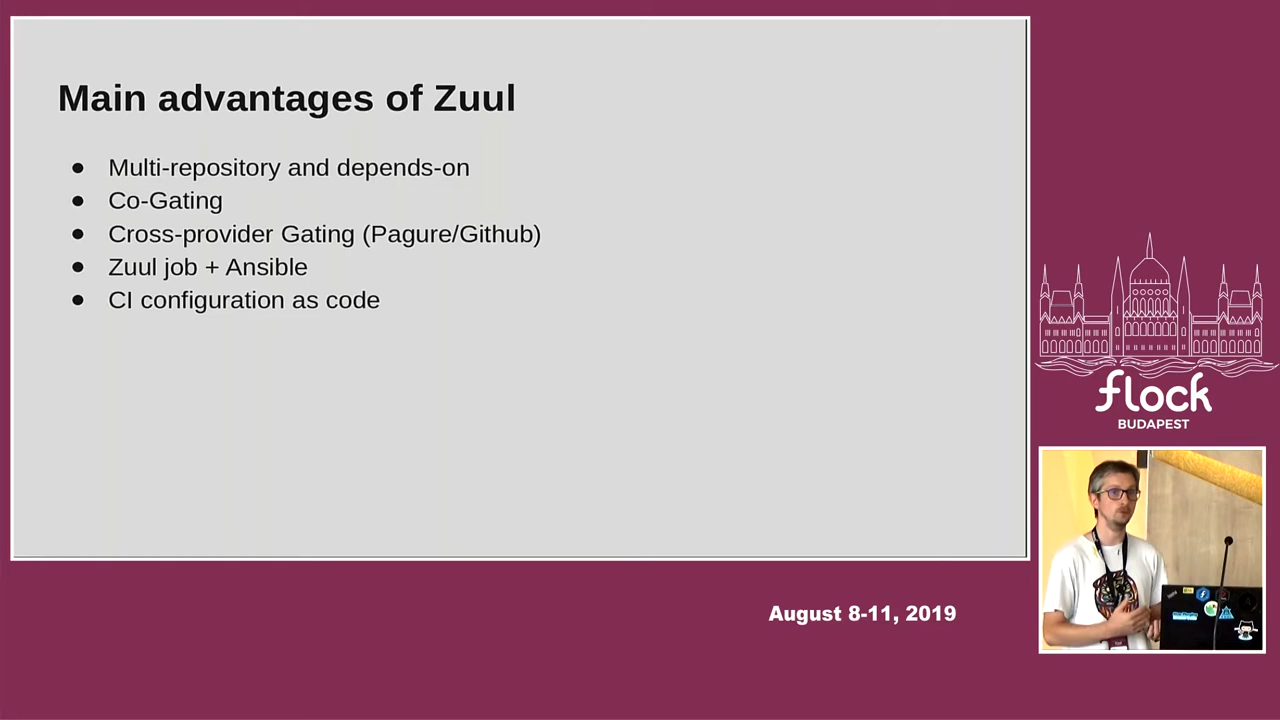 Main advantages of Zuul
● Multi-repository and depends-on
● Co-Gating
● Cross-provider Gating (Pagure/Github)
● Zuul job + Ansible
● CI configuration as code
flock
BUDAPEST
August 8-11, 2019